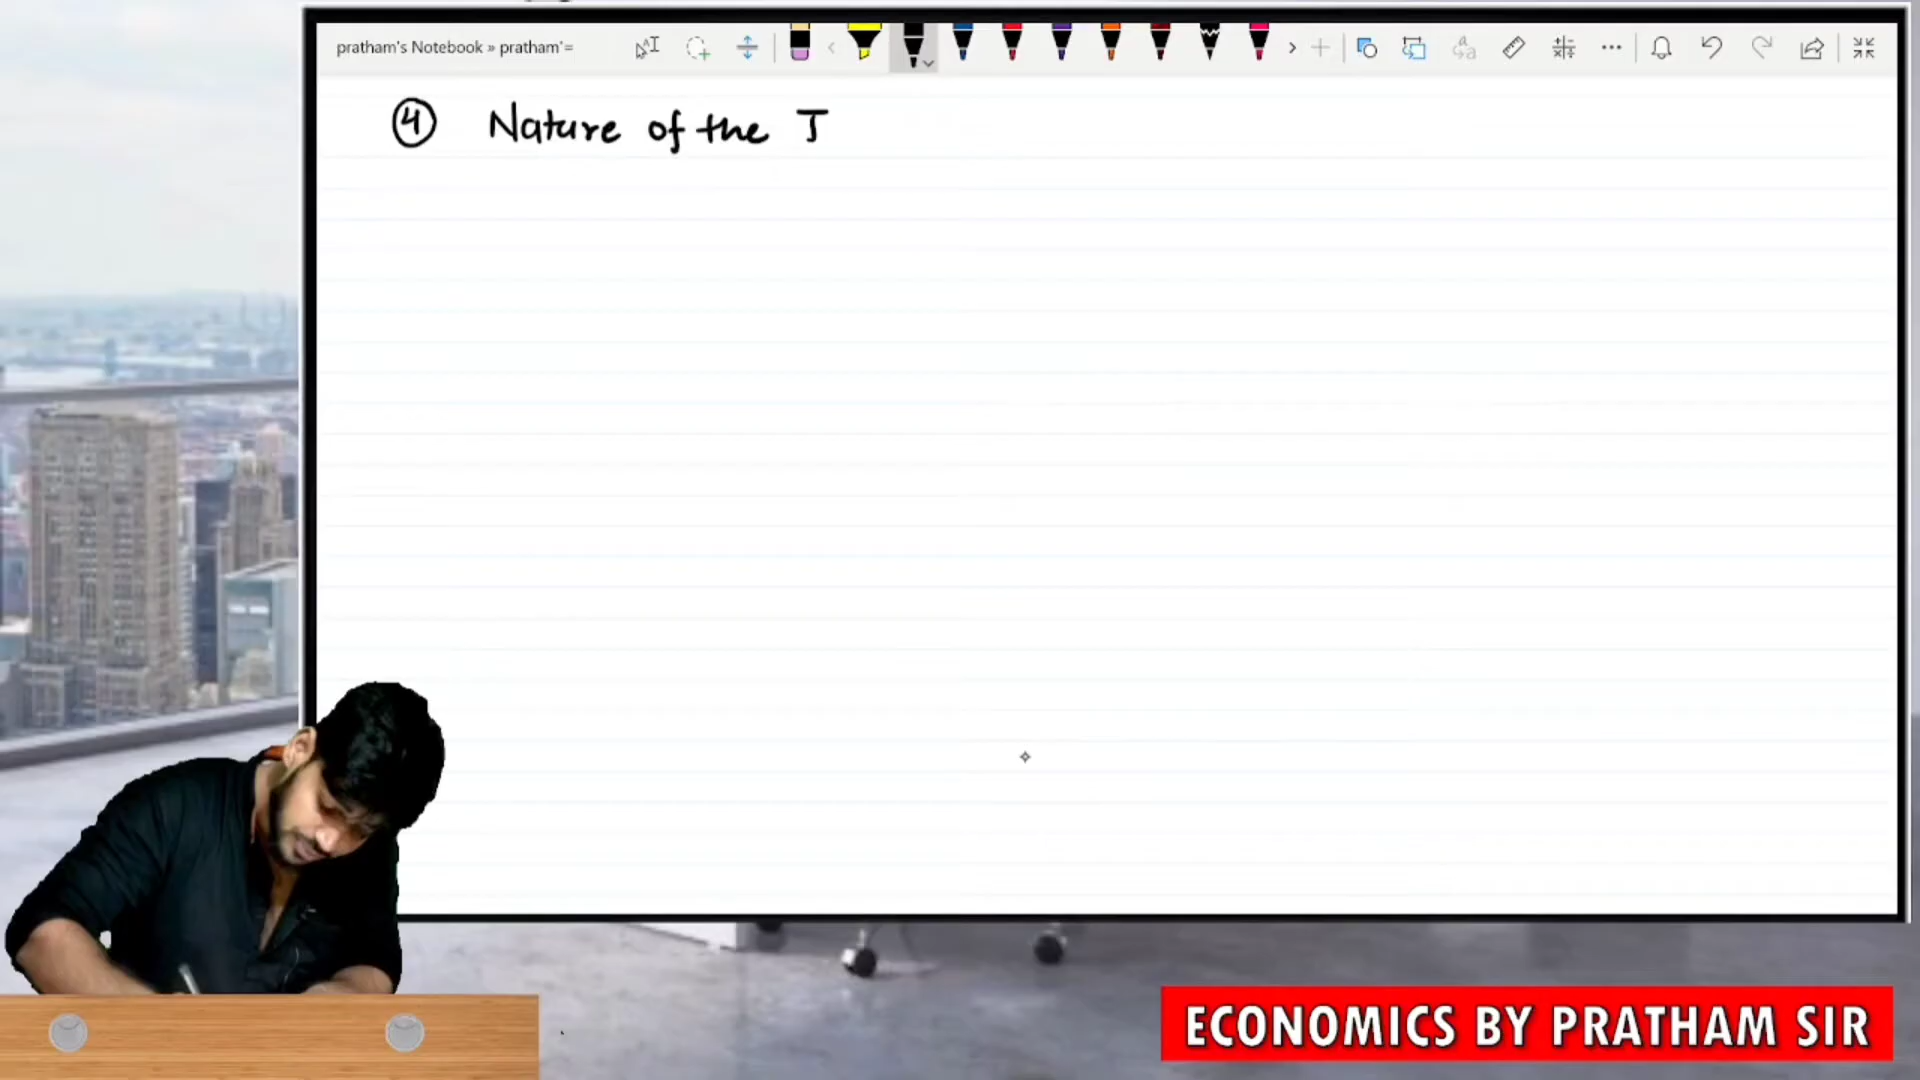 pratham's Notebook » pratham'=
④ Nature of the T
ECONOMICS BY PRATHAM SIR